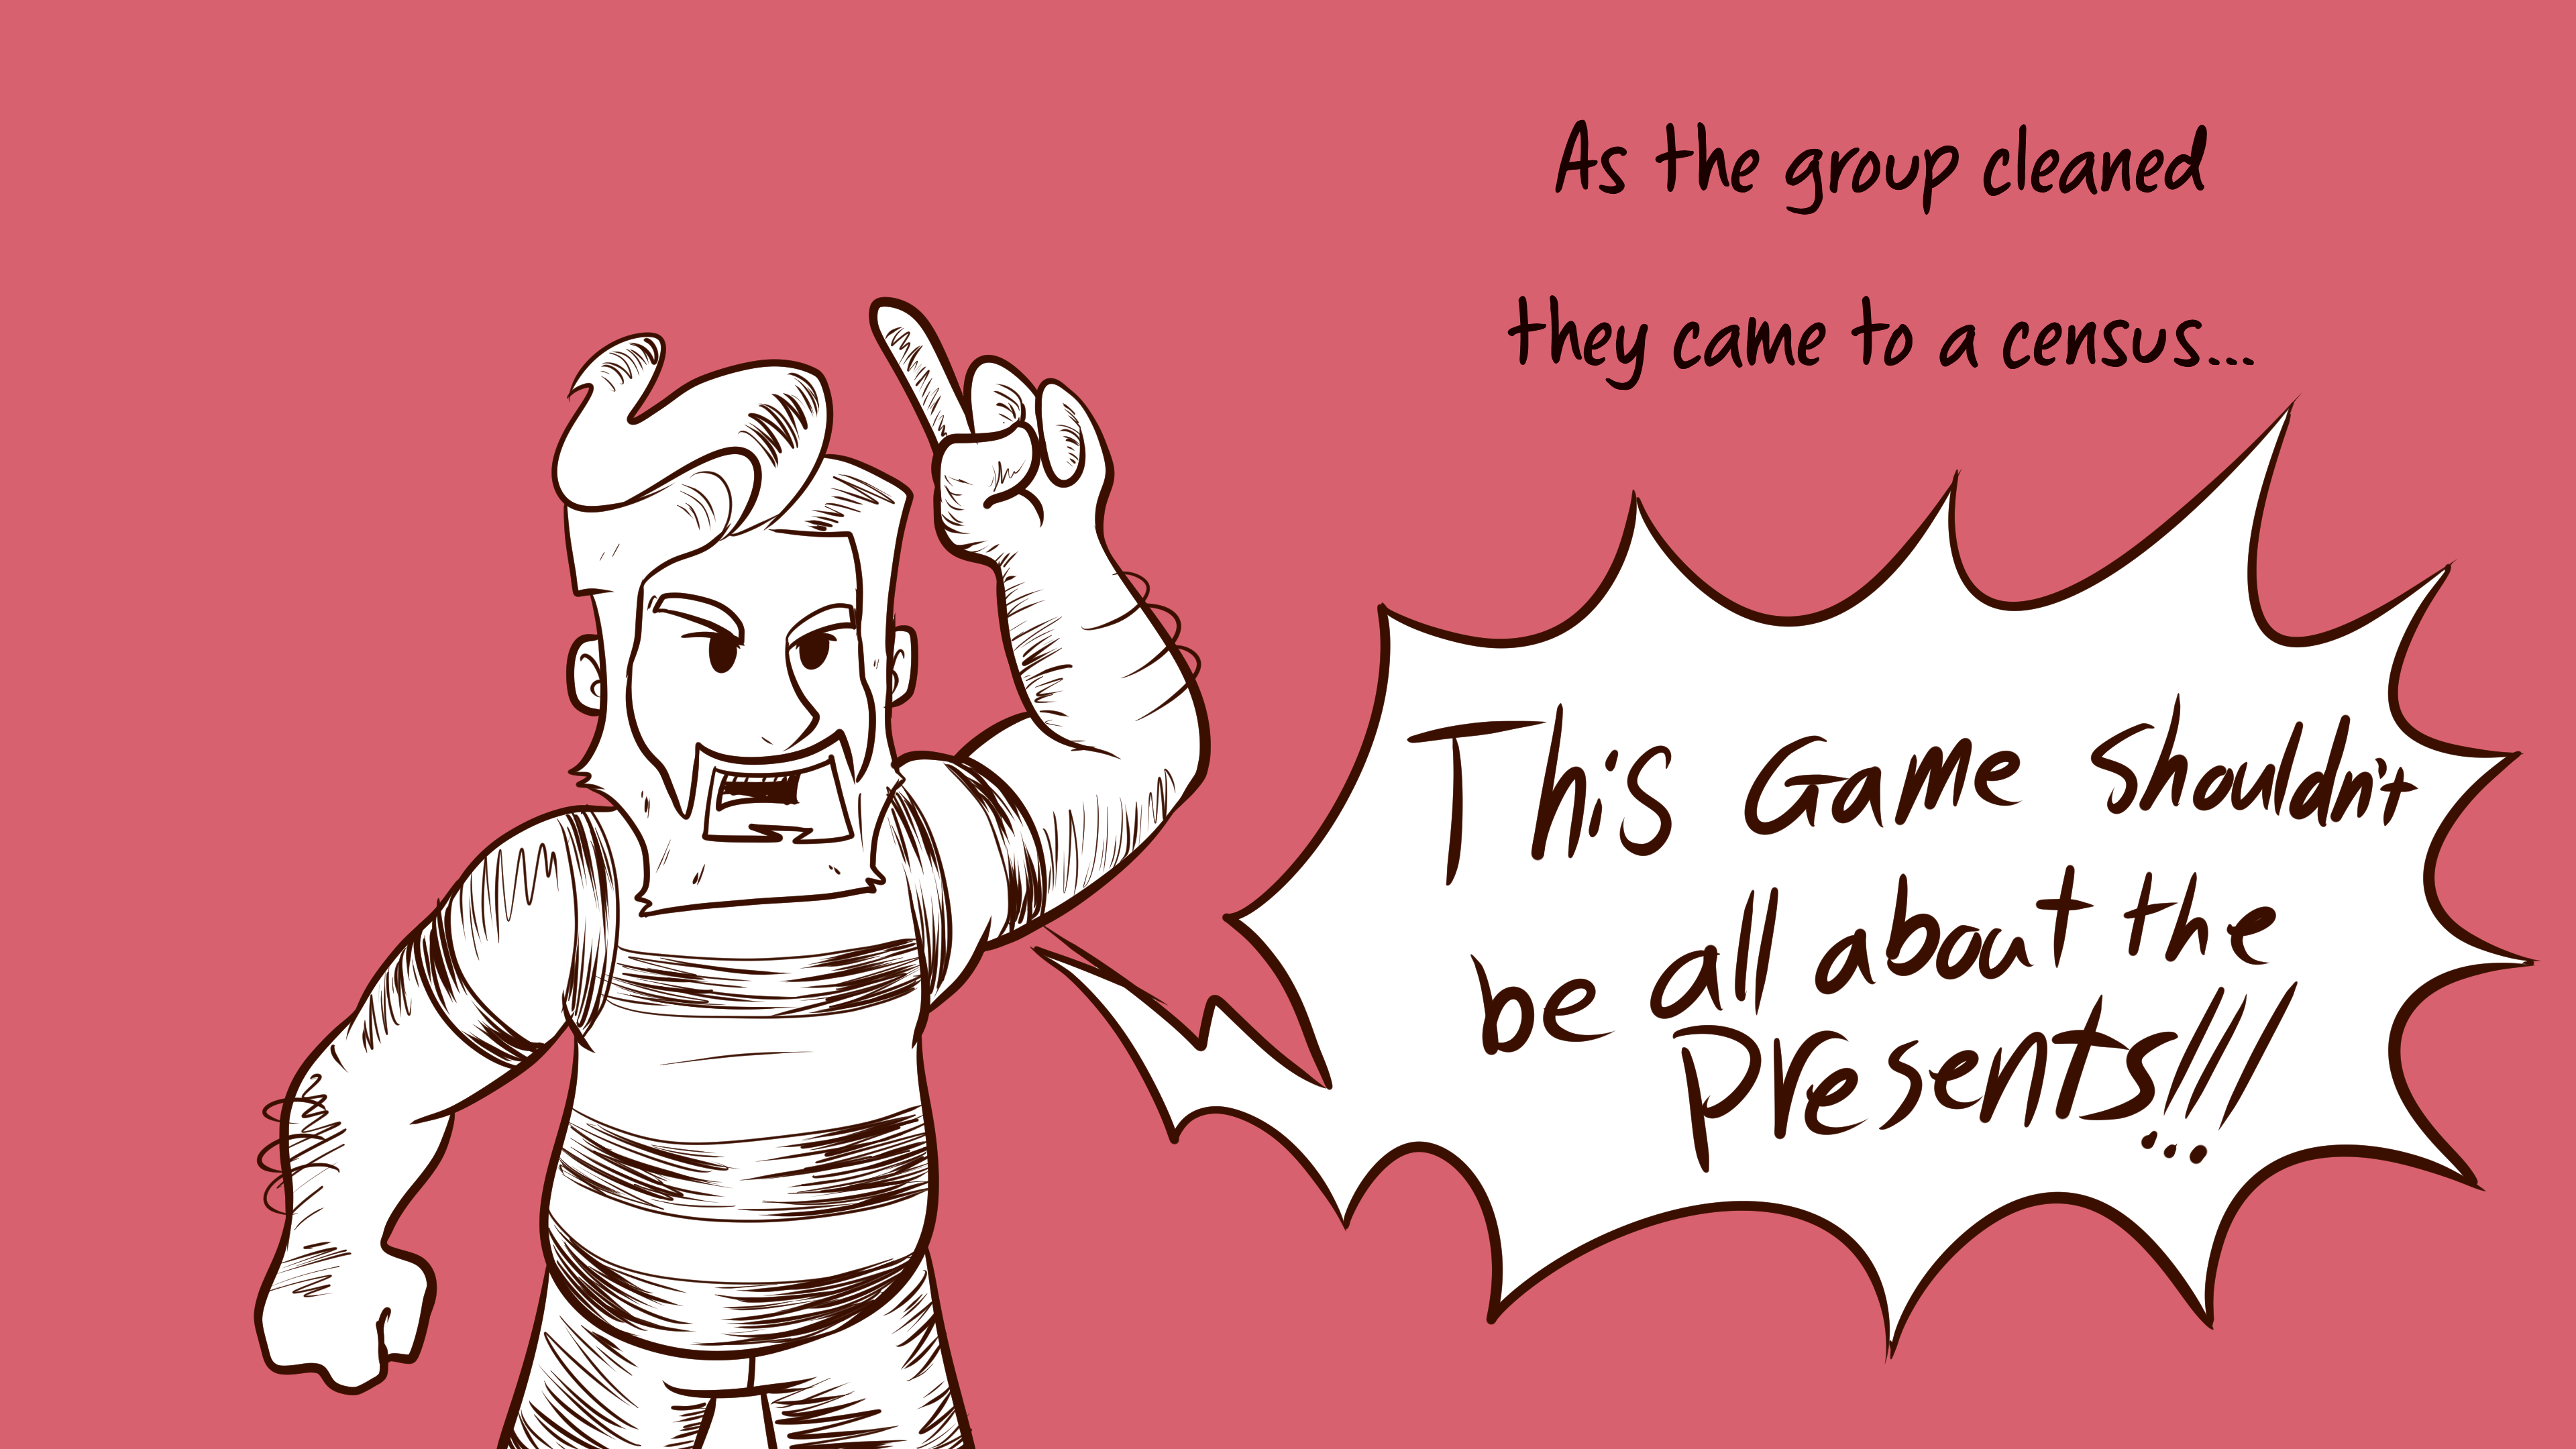 As the group cleaned
they came to a census...
This Game shouldn't
be all about the
presents!!!